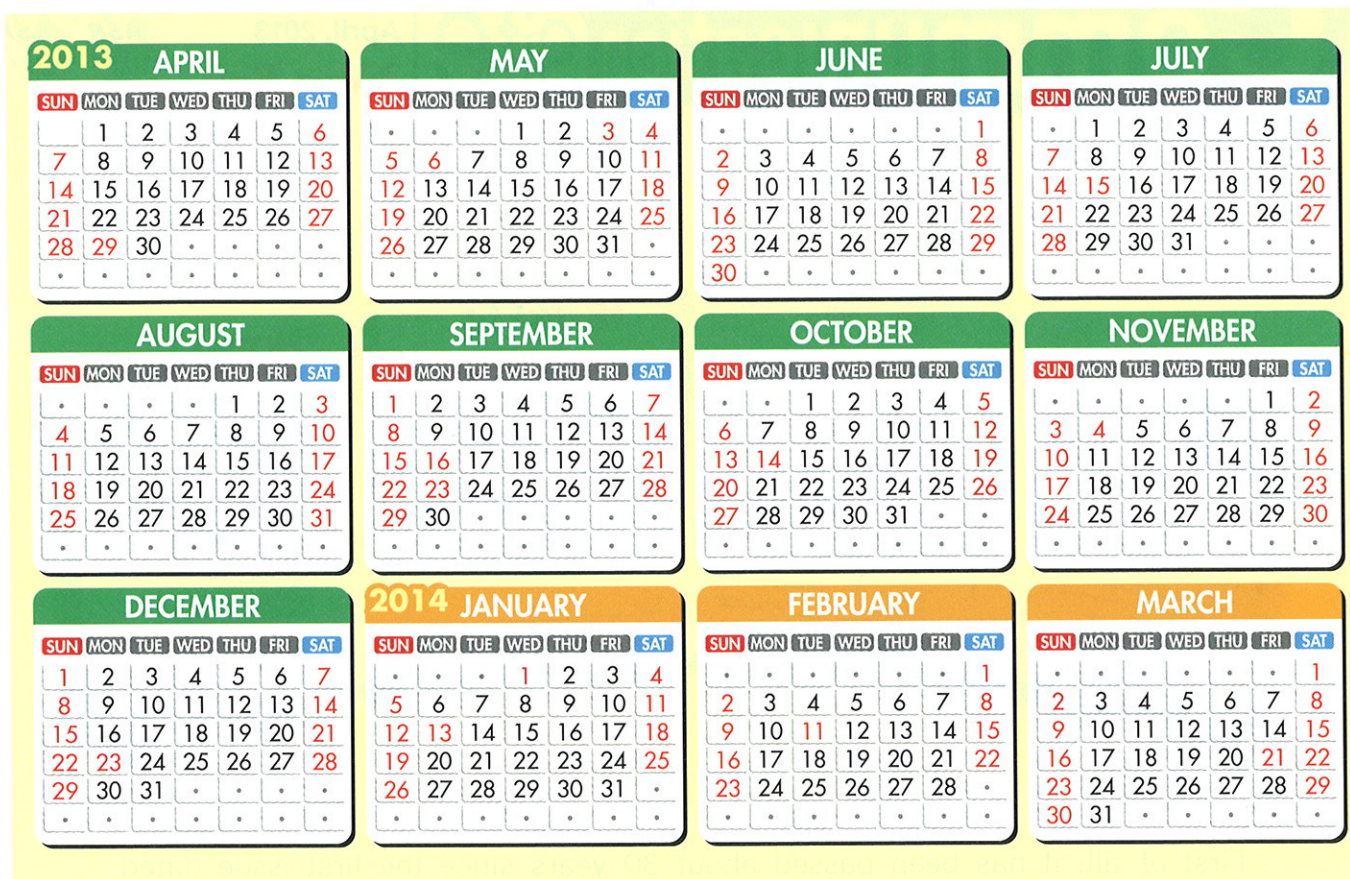 2013 APRIL
SUN MON TUE WED THU FRI SAT
1 2 3 4 5 6
7 8 9 10 11 12 13
14 15 16 17 18 19 20
21 22 23 24 25 26 27
28 29 30
MAY
SUN MON TUE WED THU FRI SAT
1 2 3 4
5 6 7 8 9 10 11
12 13 14 15 16 17 18
19 20 21 22 23 24 25
26 27 28 29 30 31
JUNE
SUN MON TUE WED THU FRI SAT
1
2 3 4 5 6 7 8
9 10 11 12 13 14 15
16 17 18 19 20 21 22
23 24 25 26 27 28 29
30
JULY
SUN MON TUE WED THU FRI SAT
1 2 3 4 5 6
7 8 9 10 11 12 13
14 15 16 17 18 19 20
21 22 23 24 25 26 27
28 29 30 31
AUGUST
SUN MON TUE WED THU FRI SAT
1 2 3
4 5 6 7 8 9 10
11 12 13 14 15 16 17
18 19 20 21 22 23 24
25 26 27 28 29 30 31
SEPTEMBER
SUN MON TUE WED THU FRI SAT
1 2 3 4 5 6 7
8 9 10 11 12 13 14
15 16 17 18 19 20 21
22 23 24 25 26 27 28
29 30
OCTOBER
SUN MON TUE WED THU FRI SAT
1 2 3 4 5
6 7 8 9 10 11 12
13 14 15 16 17 18 19
20 21 22 23 24 25 26
27 28 29 30 31
NOVEMBER
SUN MON TUE WED THU FRI SAT
1 2
3 4 5 6 7 8 9
10 11 12 13 14 15 16
17 18 19 20 21 22 23
24 25 26 27 28 29 30
DECEMBER
SUN MON TUE WED THU FRI SAT
1 2 3 4 5 6 7
8 9 10 11 12 13 14
15 16 17 18 19 20 21
22 23 24 25 26 27 28
29 30 31
2014 JANUARY
SUN MON TUE WED THU FRI SAT
1 2 3 4
5 6 7 8 9 10 11
12 13 14 15 16 17 18
19 20 21 22 23 24 25
26 27 28 29 30 31
FEBRUARY
SUN MON TUE WED THU FRI SAT
1
2 3 4 5 6 7 8
9 10 11 12 13 14 15
16 17 18 19 20 21 22
23 24 25 26 27 28
MARCH
SUN MON TUE WED THU FRI SAT
1
2 3 4 5 6 7 8
9 10 11 12 13 14 15
16 17 18 19 20 21 22
23 24 25 26 27 28 29
30 31